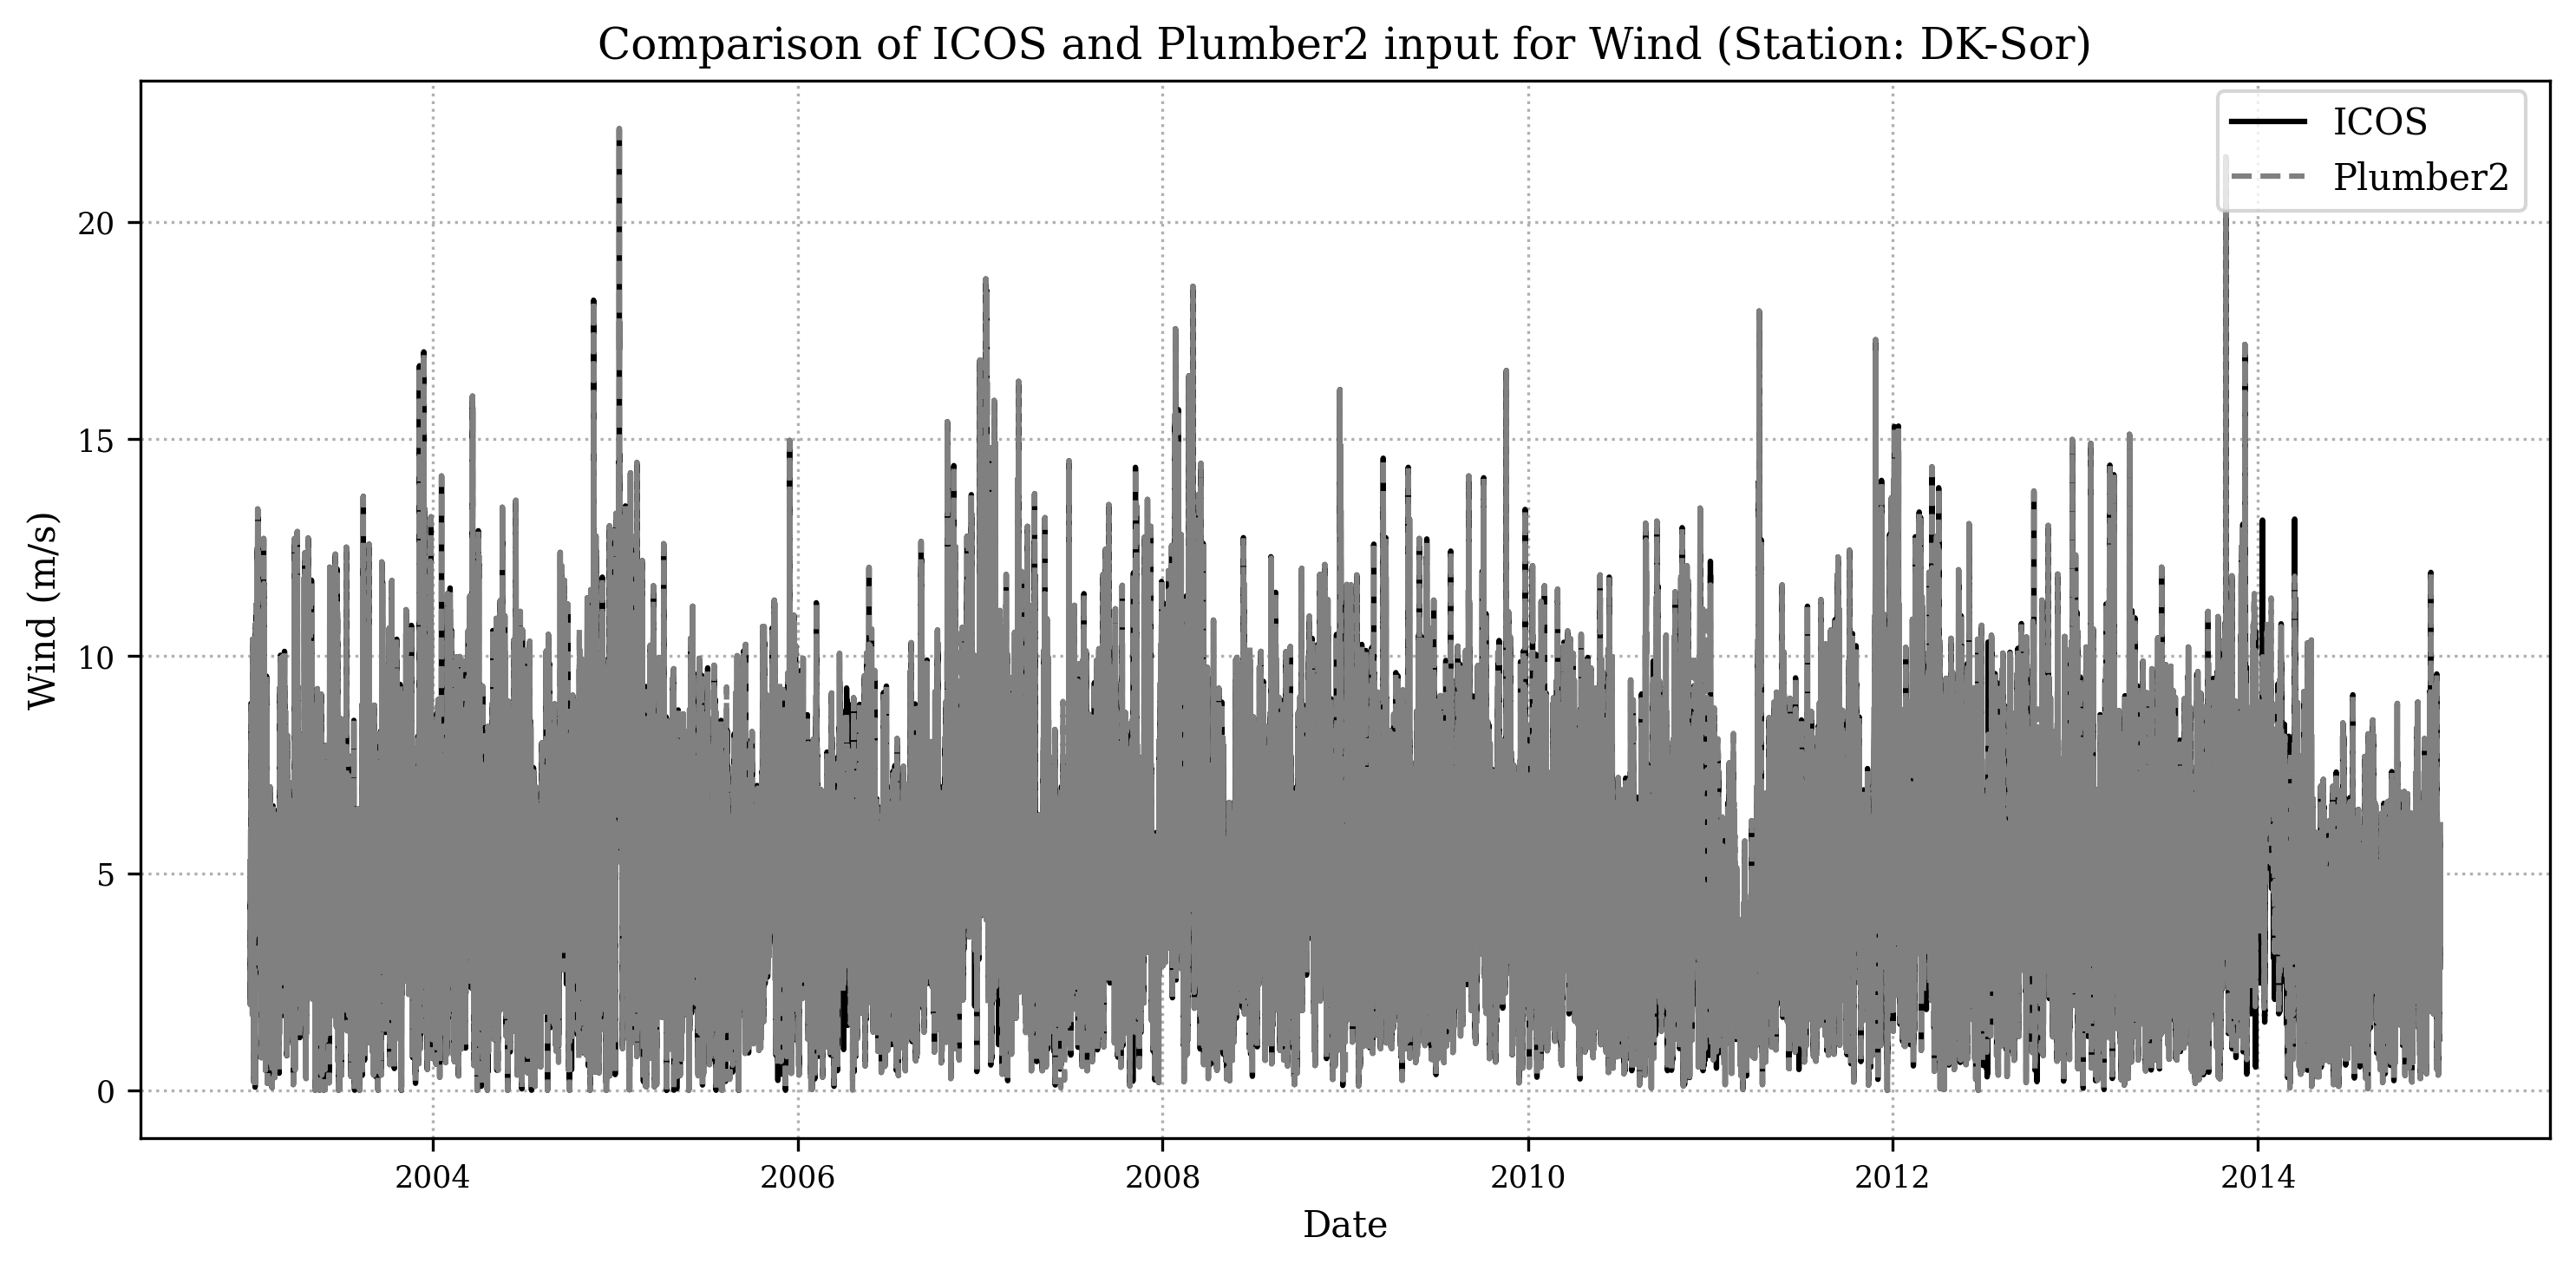 Comparison of ICOS and Plumber2 input for Wind (Station: DK-Sor)
ICOS
Plumber2
Wind (m/s)
20
15
10
5
0
2004
2006
2008
2010
2012
2014
Date